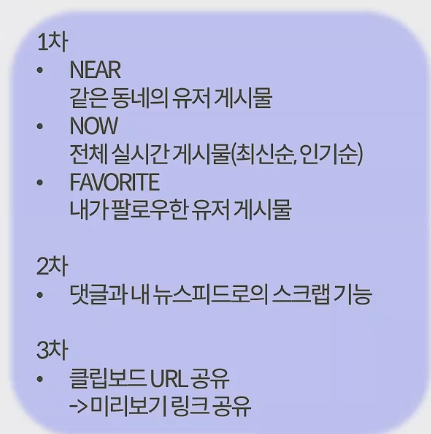 1차
• NEAR
같은 동네의 유저 게시물
• NOW
전체 실시간 게시물(최신순, 인기순)
• FAVORITE
내가 팔로우한 유저 게시물
2차
• 댓글과 내 뉴스피드로의 스크랩 기능
3차
• 클립보드 URL 공유
-> 미리보기 링크 공유